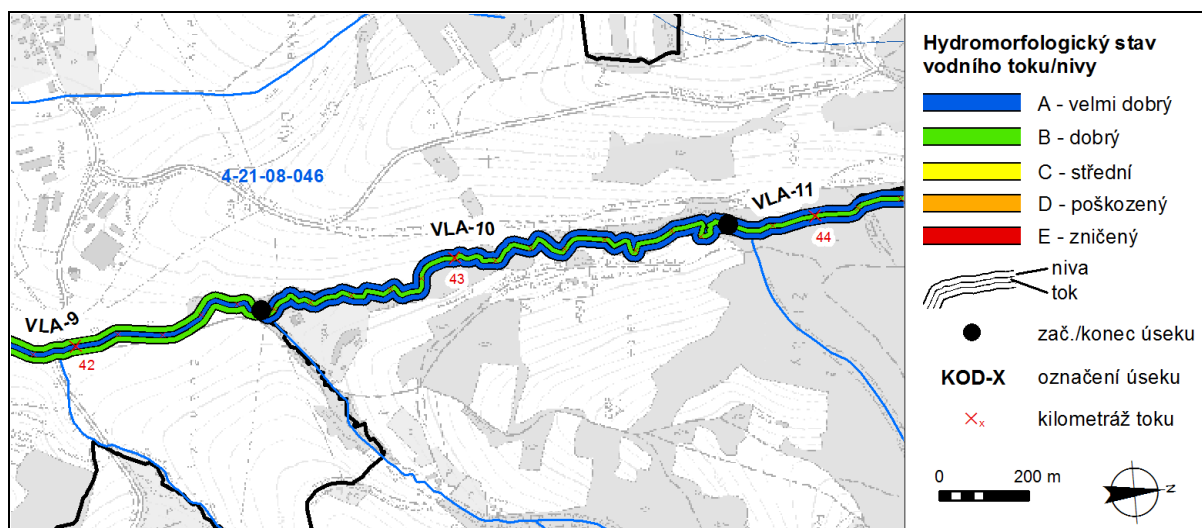 4-21-08-046
VLA-9
42
VLA-10
43
VLA-11
44
Hydromorfologický stav
vodního toku/nivy
A - velmi dobrý
B - dobrý
C - střední
D - poškozený
E - zničený
niva
tok
zač./konec úseku
KOD-X označení úseku
x kilometráž toku
0 200 m
N